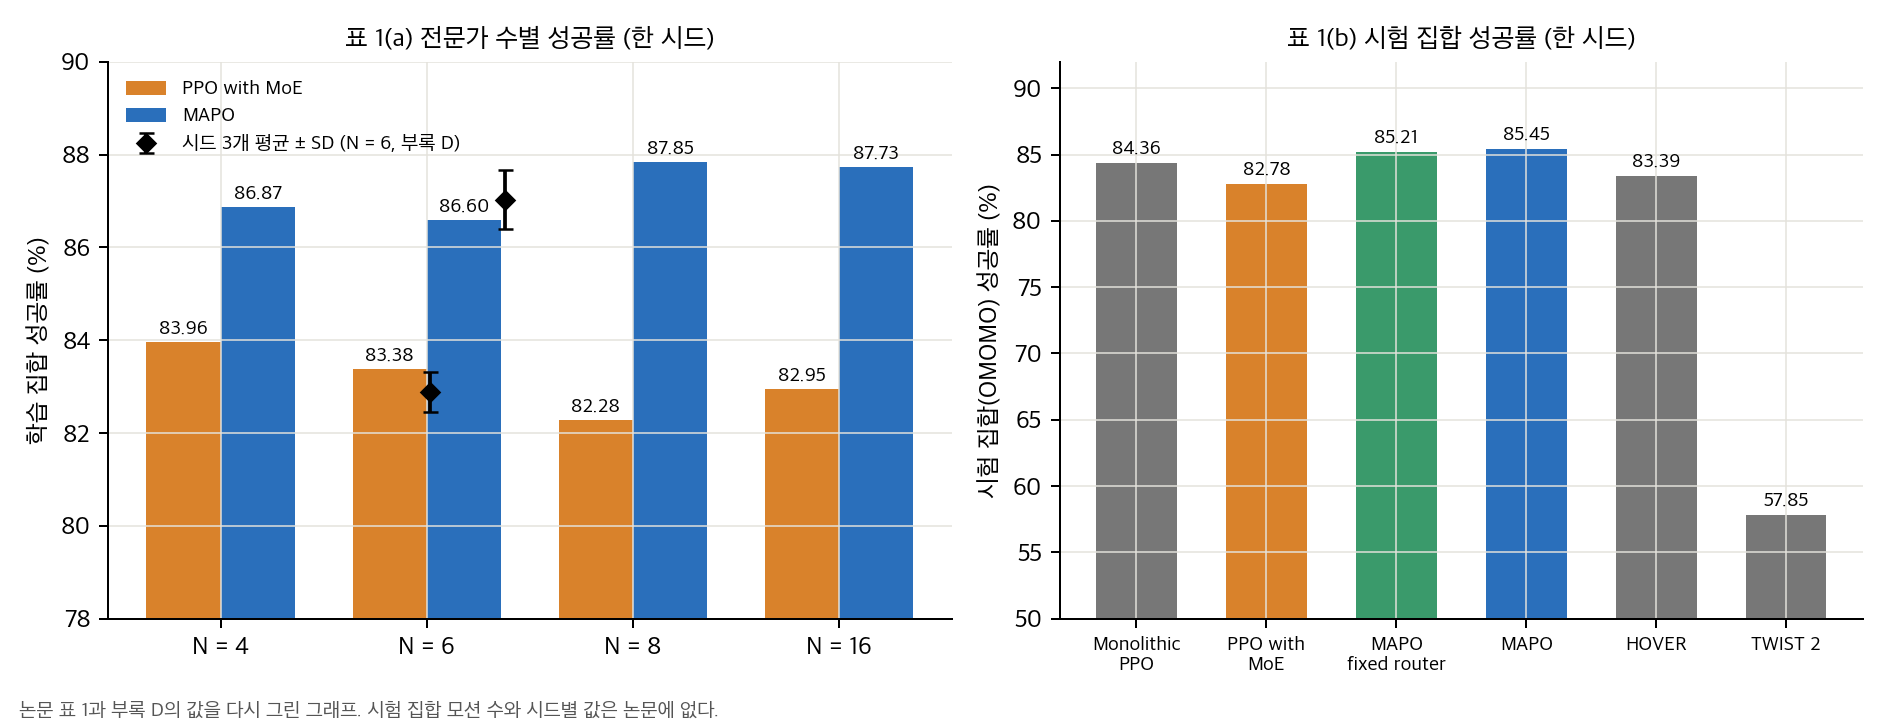 표 1(a) 전문가 수별 성공률 (한 시드)
학습 집합 성공률 (%)
90
88
86
84
82
80
78
PPO with MoE
MAPO
시드 3개 평균 ± SD (N = 6, 부록 D)
83.96
86.87
83.38
86.60
82.28
87.85
82.95
87.73
N = 4
N = 6
N = 8
N = 16
표 1(b) 시험 집합 성공률 (한 시드)
시험 집합(OMOMO) 성공률 (%)
90
85
80
75
70
65
60
55
50
84.36
82.78
85.21
85.45
83.39
57.85
Monolithic
PPO
PPO with
MoE
MAPO
fixed router
MAPO
HOVER
TWIST 2
논문 표 1과 부록 D의 값을 다시 그린 그래프. 시험 집합 모션 수와 시드별 값은 논문에 없다.